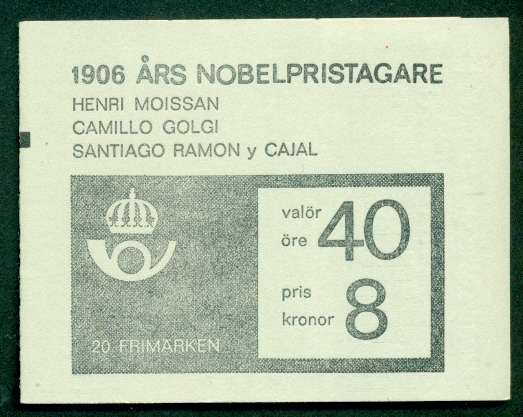 1906 ÅRS NOBELPRISTAGARE
HENRI MOISSAN
CAMILLO GOLGI
SANTIAGO RAMON y CAJAL
valör
öre 40
pris
kronor 8
20 FRIMÄRKEN